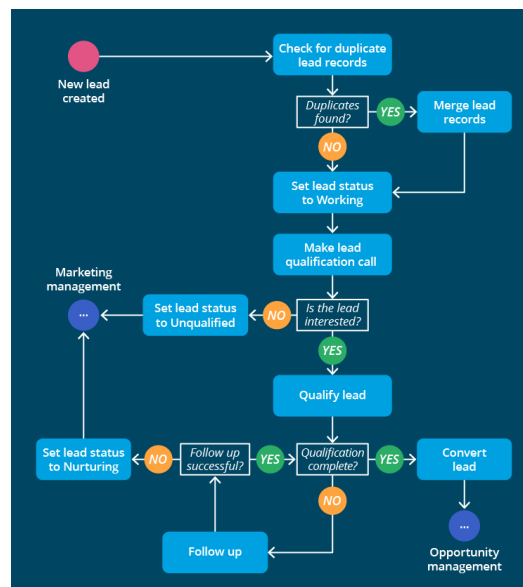 Check for duplicate
lead records
New lead
created
Duplicates
found?
YES
Merge lead
records
NO
Set lead status
to Working
Make lead
qualification call
Marketing
management
...
Set lead status
to Unqualified
NO
Is the lead
interested?
YES
Qualify lead
Set lead status
to Nurturing
NO
Follow up
successful?
YES
Qualification
complete?
YES
Convert
lead
NO
Follow up
...
Opportunity
management